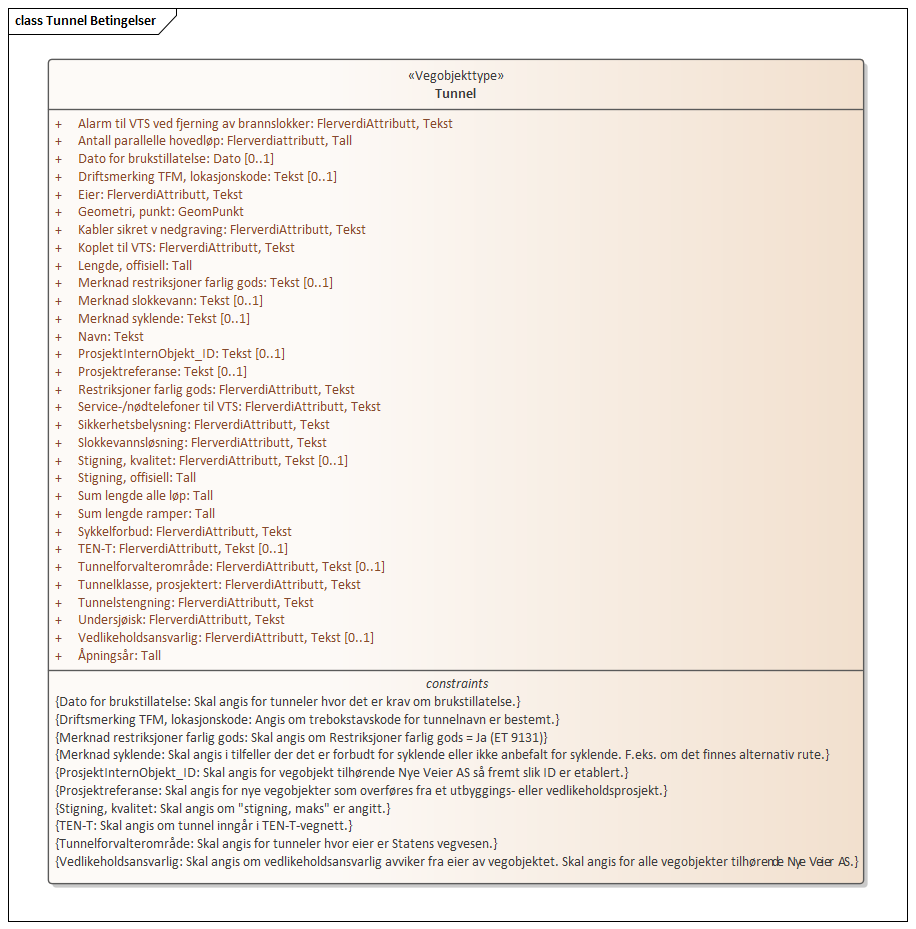 class Tunnel Betingelser
«Vegobjekttype»
Tunnel
+ Alarm til VTS ved fjerning av brannslokker: FlerverdiAttributt, Tekst
+ Antall parallelle hovedløp: Flerverdiattributt, Tall
+ Dato for brukstillatelse: Dato [0..1]
+ Driftsmerking TFM, lokasjonskode: Tekst [0..1]
+ Eier: FlerverdiAttributt, Tekst
+ Geometri, punkt: GeomPunkt
+ Kabler sikret v nedgraving: FlerverdiAttributt, Tekst
+ Koplet til VTS: FlerverdiAttributt, Tekst
+ Lengde, offisiell: Tall
+ Merknad restriksjoner farlig gods: Tekst [0..1]
+ Merknad slokkevann: Tekst [0..1]
+ Merknad syklende: Tekst [0..1]
+ Navn: Tekst
+ ProsjektInternObjekt_ID: Tekst [0..1]
+ Prosjektreferanse: Tekst [0..1]
+ Restriksjoner farlig gods: FlerverdiAttributt, Tekst
+ Service-/nødtelefoner til VTS: FlerverdiAttributt, Tekst
+ Sikkerhetsbelysning: FlerverdiAttributt, Tekst
+ Slokkevannsløsning: FlerverdiAttributt, Tekst
+ Stigning, kvalitet: FlerverdiAttributt, Tekst [0..1]
+ Stigning, offisiell: Tall
+ Sum lengde alle løp: Tall
+ Sum lengde ramper: Tall
+ Sykkelforbud: FlerverdiAttributt, Tekst
+ TEN-T: FlerverdiAttributt, Tekst [0..1]
+ Tunnelforvalterområde: FlerverdiAttributt, Tekst [0..1]
+ Tunnelklasse, prosjektert: FlerverdiAttributt, Tekst
+ Tunnelstengning: FlerverdiAttributt, Tekst
+ Undersjøisk: FlerverdiAttributt, Tekst
+ Vedlikeholdsansvarlig: FlerverdiAttributt, Tekst [0..1]
+ Åpningsår: Tall
constraints
{Dato for brukstillatelse: Skal angis for tunneler hvor det er krav om brukstillatelse.}
{Driftsmerking TFM, lokasjonskode: Angis om trebokstavskode for tunnelnavn er bestemt.}
{Merknad restriksjoner farlig gods: Skal angis om Restriksjoner farlig gods = Ja (ET 9131)}
{Merknad syklende: Skal angis i tilfeller der det er forbudt for syklende eller ikke anbefalt for syklende. F.eks. om det finnes alternativ rute.}
{ProsjektInternObjekt_ID: Skal angis for vegobjekt tilhørende Nye Veier AS så fremt slik ID er etablert.}
{Prosjektreferanse: Skal angis for nye vegobjekter som overføres fra et utbyggings- eller vedlikeholdsprosjekt.}
{Stigning, kvalitet: Skal angis om "stigning, maks" er angitt.}
{TEN-T: Skal angis om tunnel inngår i TEN-T-vegnett.}
{Tunnelforvalterområde: Skal angis for tunneler hvor eier er Statens vegvesen.}
{Vedlikeholdsansvarlig: Skal angis om vedlikeholdsansvarlig avviker fra eier av vegobjektet. Skal angis for alle vegobjekter tilhørende Nye Veier AS.}